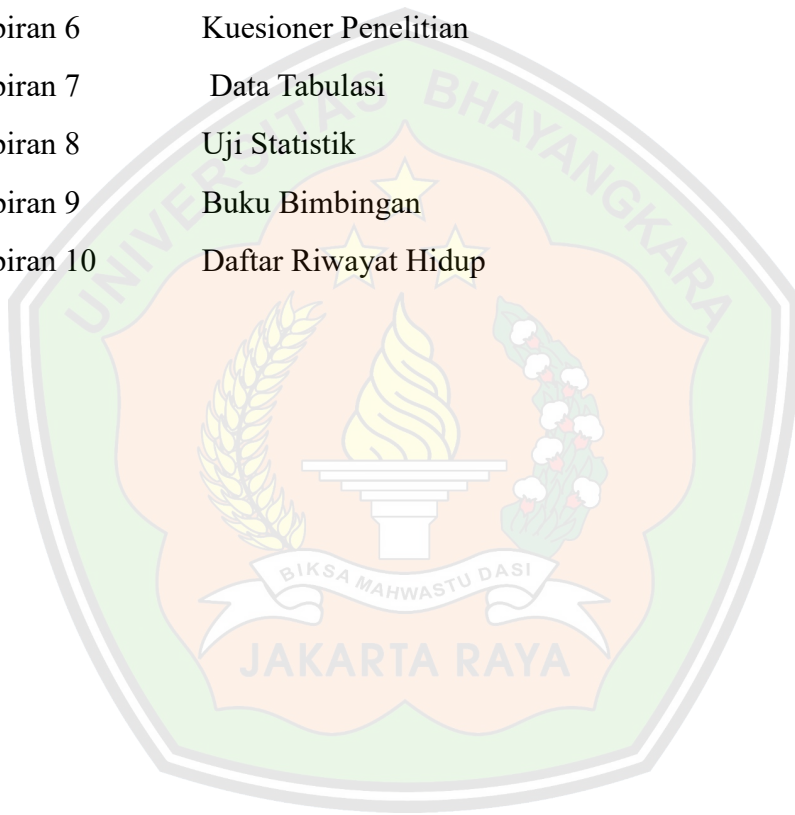 piran 6 Kuesioner Penelitian
piran 7 Data Tabulasi
piran 8 Uji Statistik
piran 9 Buku Bimbingan
piran 10 Daftar Riwayat Hidup
UNIVERSITAS BHAYANGKARA
BIKSA MAHWASTU DASI
JAKARTA RAYA